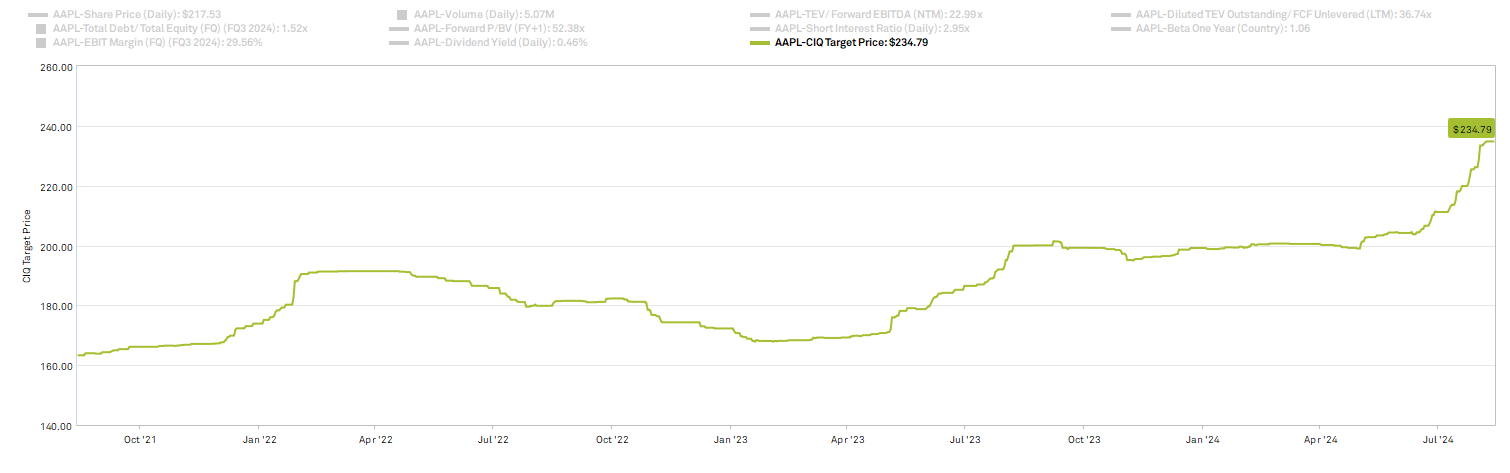 AAPL-Share Price (Daily): $217.53 AAPL-Volume (Daily): 5.07M AAPL-TEV/ Forward EBITDA (NTM): 22.99x AAPL-Diluted TEV Outstanding/ FCF Unlevered (LTM): 36.74x
AAPL-Total Debt/ Total Equity (FQ) (FQ3 2024): 1.52x AAPL-Forward P/BV (FY+1): 52.38x AAPL-Short Interest Ratio (Daily): 2.95x AAPL-Beta One Year (Country): 1.06
AAPL-EBIT Margin (FQ) (FQ3 2024): 29.56% AAPL-Dividend Yield (Daily): 0.46% AAPL-CIQ Target Price: $234.79
260.00
240.00
220.00
200.00
180.00
160.00
140.00
CIQ Target Price
$234.79
Oct '21 Jan '22 Apr '22 Jul '22 Oct '22 Jan '23 Apr '23 Jul '23 Oct '23 Jan '24 Apr '24 Jul '24